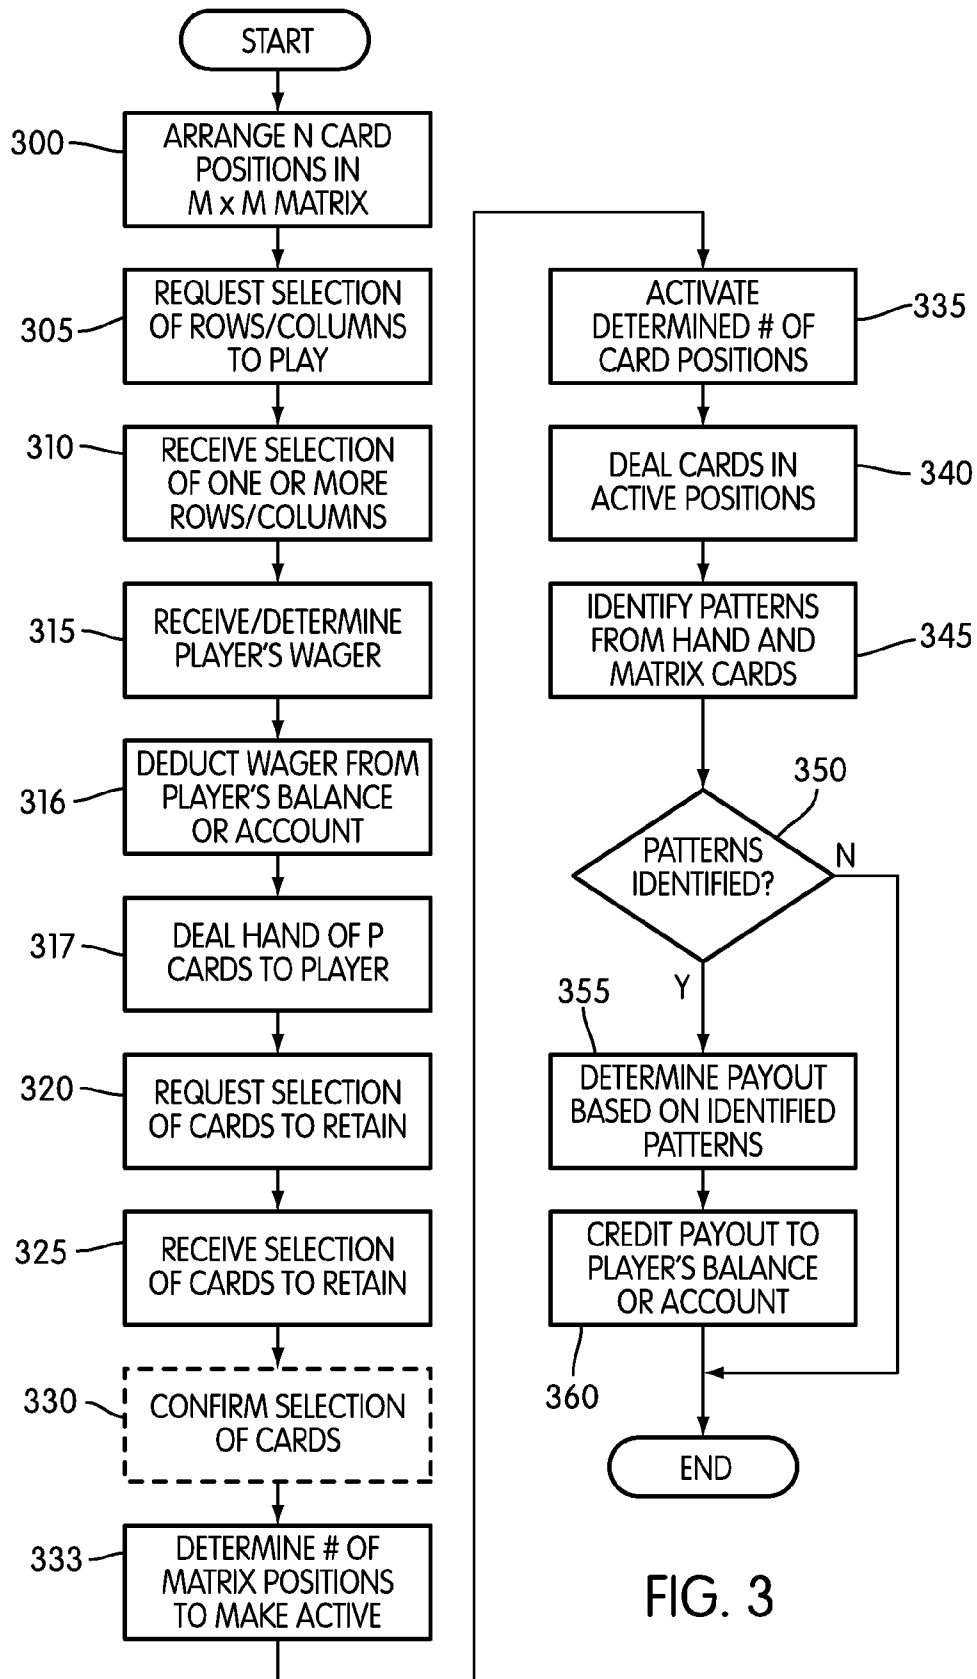 START
300
ARRANGE N CARD
POSITIONS IN
M x M MATRIX
305
REQUEST SELECTION
OF ROWS/COLUMNS
TO PLAY
310
RECEIVE SELECTION
OF ONE OR MORE
ROWS/COLUMNS
315
RECEIVE/DETERMINE
PLAYER'S WAGER
316
DEDUCT WAGER FROM
PLAYER'S BALANCE
OR ACCOUNT
317
DEAL HAND OF P
CARDS TO PLAYER
320
REQUEST SELECTION
OF CARDS TO RETAIN
325
RECEIVE SELECTION
OF CARDS TO RETAIN
330
CONFIRM SELECTION
OF CARDS
333
DETERMINE # OF
MATRIX POSITIONS
TO MAKE ACTIVE
ACTIVATE
DETERMINED # OF
CARD POSITIONS
335
DEAL CARDS IN
ACTIVE POSITIONS
340
IDENTIFY PATTERNS
FROM HAND AND
MATRIX CARDS
345
350
PATTERNS
IDENTIFIED?
N
Y
355
DETERMINE PAYOUT
BASED ON IDENTIFIED
PATTERNS
CREDIT PAYOUT TO
PLAYER'S BALANCE
OR ACCOUNT
360
END
FIG. 3